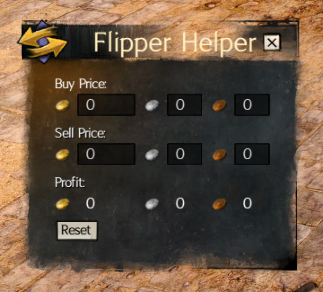 Flipper Helper
Buy Price:
0 0 0
Sell Price:
0 0 0
Profit:
0 0 0
Reset